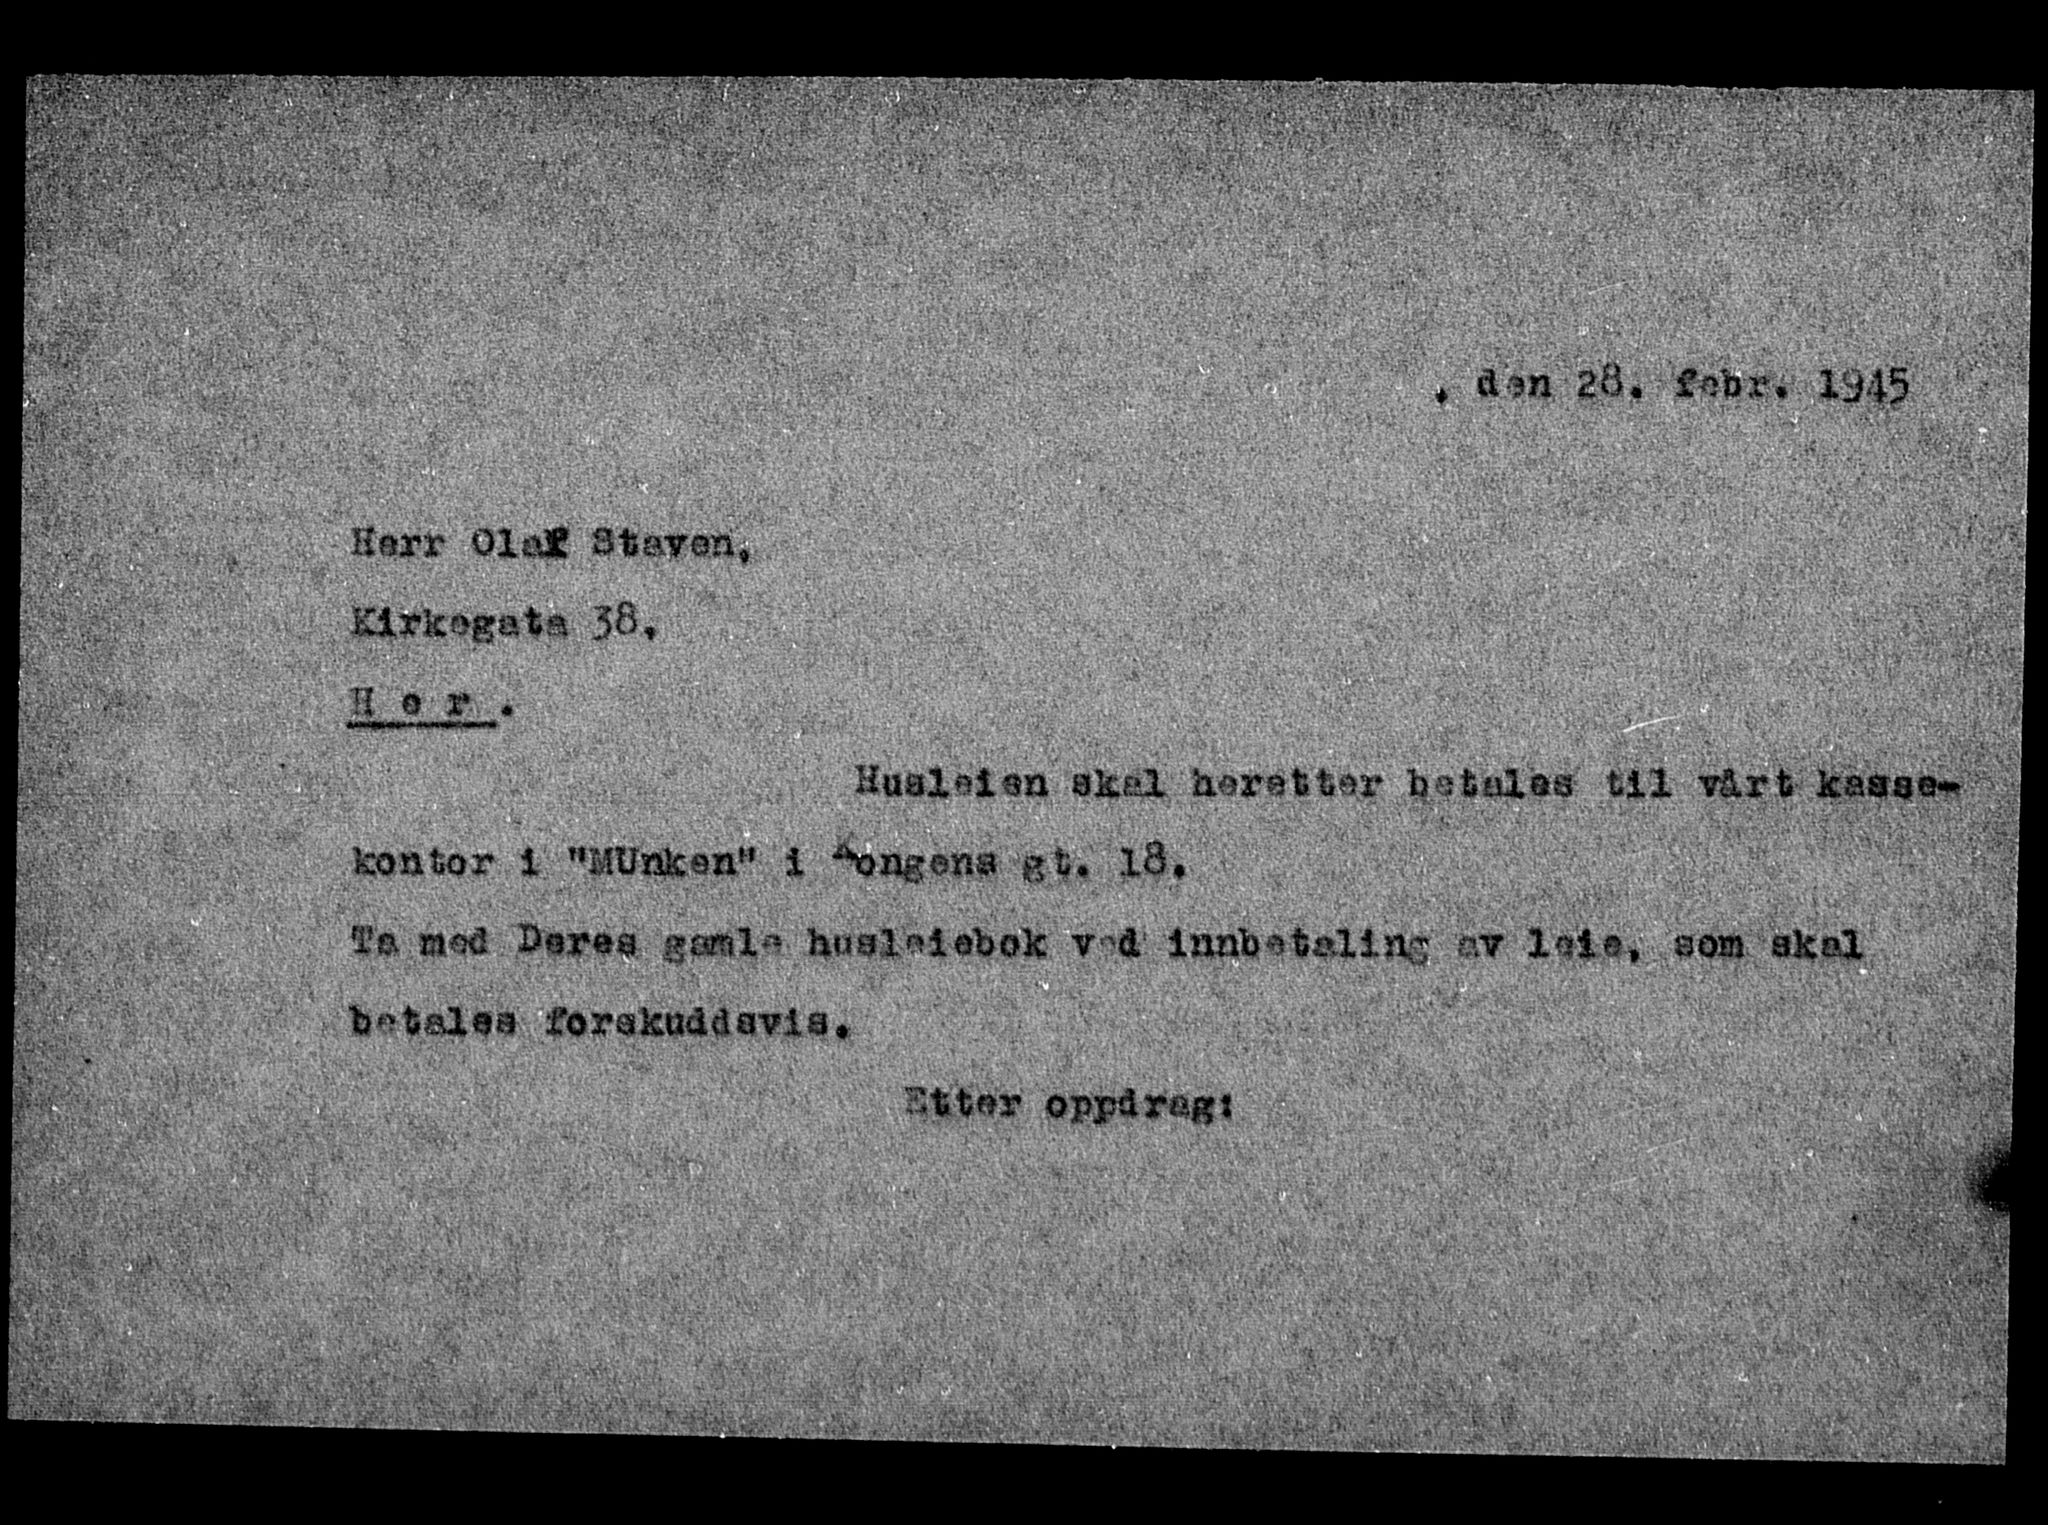 , den 28. febr. 1945
Herr Olaf Staven,
Kirkegata 38,
H e r .
Husleien skal heretter betales til vårt kasse-
kontor i "MUnken" i Kongens gt. 18.
Ta med Deres gamle husleiebok ved innbetaling av leie, som skal
betales forskuddsvis.
Etter oppdrag: